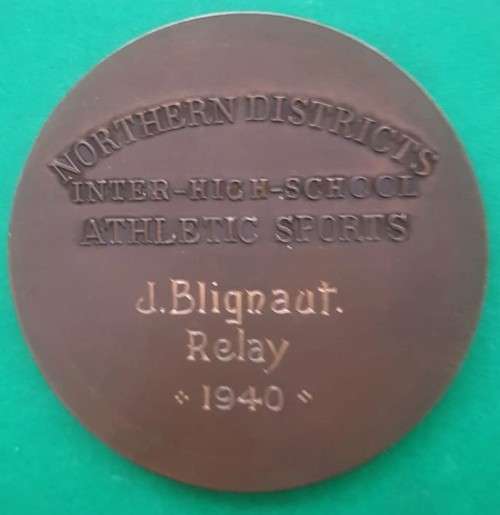 NORTHERN DISTRICTS
INTER-HIGH-SCHOOL
ATHLETIC SPORTS
J. Blignaut.
Relay
1940